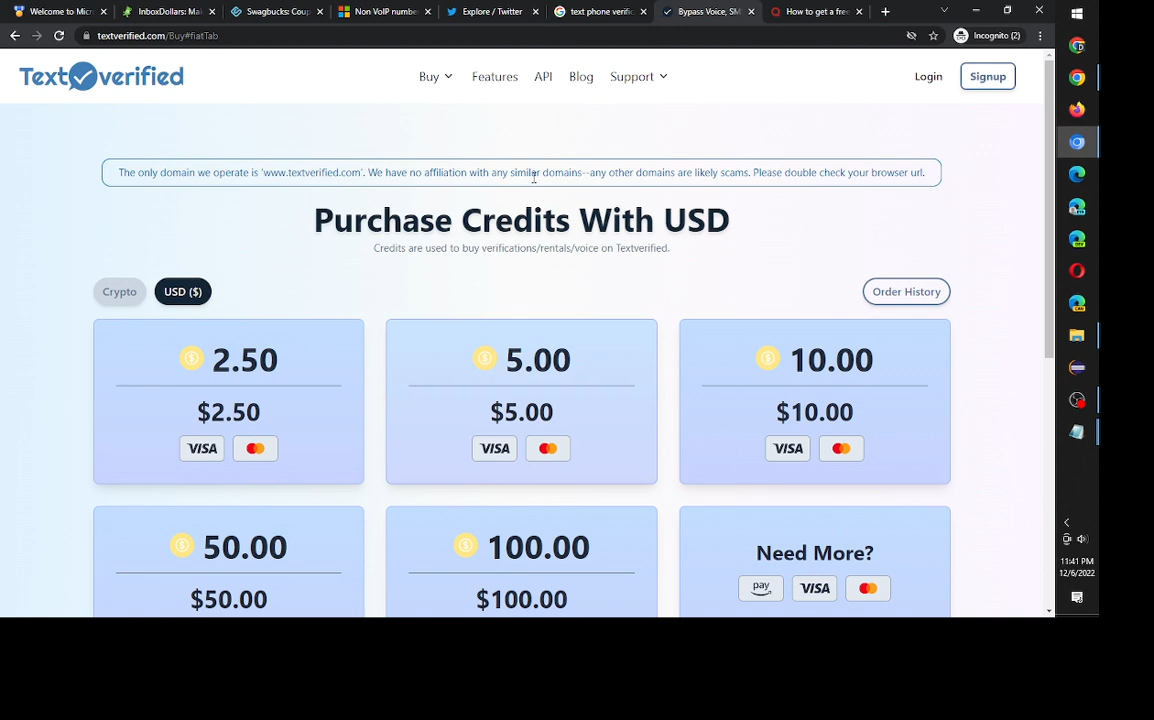 Welcome to Micr
InboxDollars: Mak
Swagbucks: Coup
Non VoIP number
Explore / Twitter
text phone verific
Bypass Voice, SM
How to get a free
textverified.com/Buy#fiatTab
Incognito (2)
Text verified
Buy
Features
API
Blog
Support
Login
Signup
The only domain we operate is 'www.textverified.com'. We have no affiliation with any similar domains--any other domains are likely scams. Please double check your browser url.
Purchase Credits With USD
Credits are used to buy verifications/rentals/voice on Textverified.
Crypto
USD ($)
Order History
2.50
$2.50
VISA
5.00
$5.00
VISA
10.00
$10.00
VISA
50.00
$50.00
100.00
$100.00
Need More?
pay
VISA
11:41 PM
12/6/2022